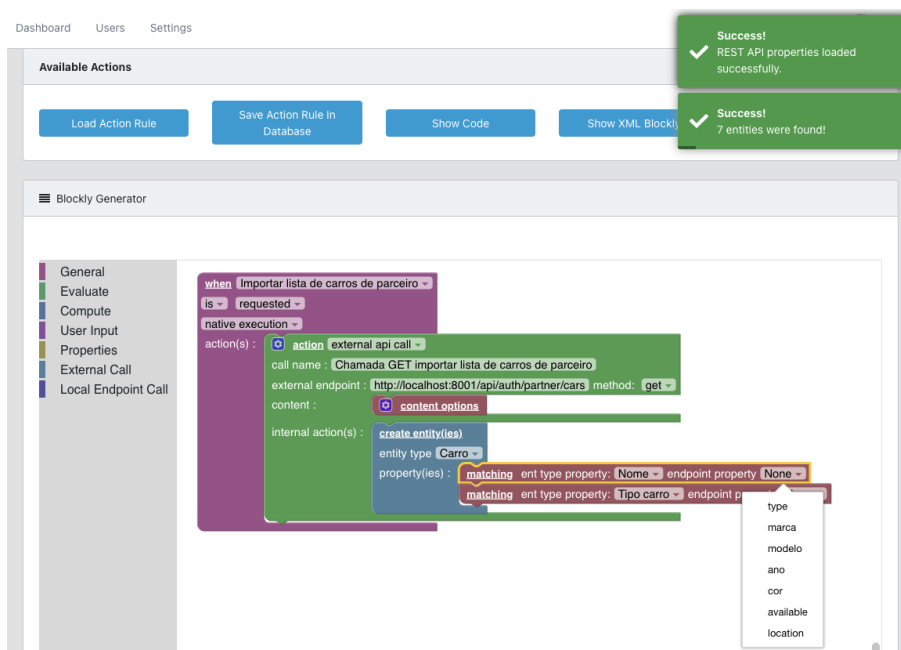 Dashboard Users Settings
Success!
REST API properties loaded
successfully.
Available Actions
Success!
7 entities were found!
Load Action Rule
Save Action Rule In
Database
Show Code
Show XML Blockly
Blockly Generator
General
Evaluate
Compute
User Input
Properties
External Call
Local Endpoint Call
when Importar lista de carros de parceiro
is requested
native execution
action(s) : action external api call
call name : Chamada GET importar lista de carros de parceiro
external endpoint : http://localhost:8001/api/auth/partner/cars method: get
content : content options
internal action(s) : create entity(ies)
entity type Carro
property(ies) : matching ent type property: Nome endpoint property None
matching ent type property: Tipo carro endpoint p
type
marca
modelo
ano
cor
available
location